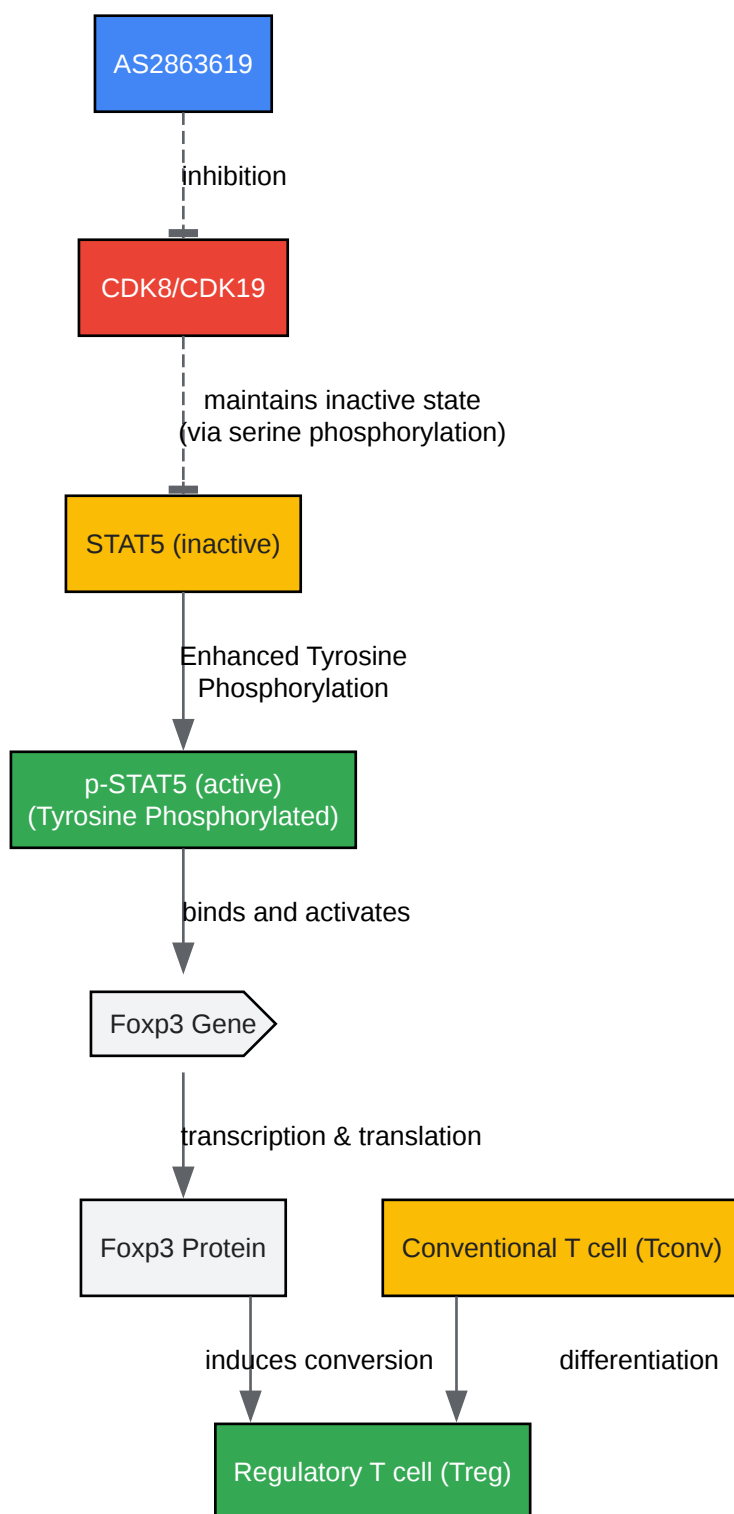 AS2863619
inhibition
CDK8/CDK19
maintains inactive state
(via serine phosphorylation)
STAT5 (inactive)
Enhanced Tyrosine
Phosphorylation
p-STAT5 (active)
(Tyrosine Phosphorylated)
binds and activates
Foxp3 Gene
transcription & translation
Foxp3 Protein
Conventional T cell (Tconv)
induces conversion
differentiation
Regulatory T cell (Treg)